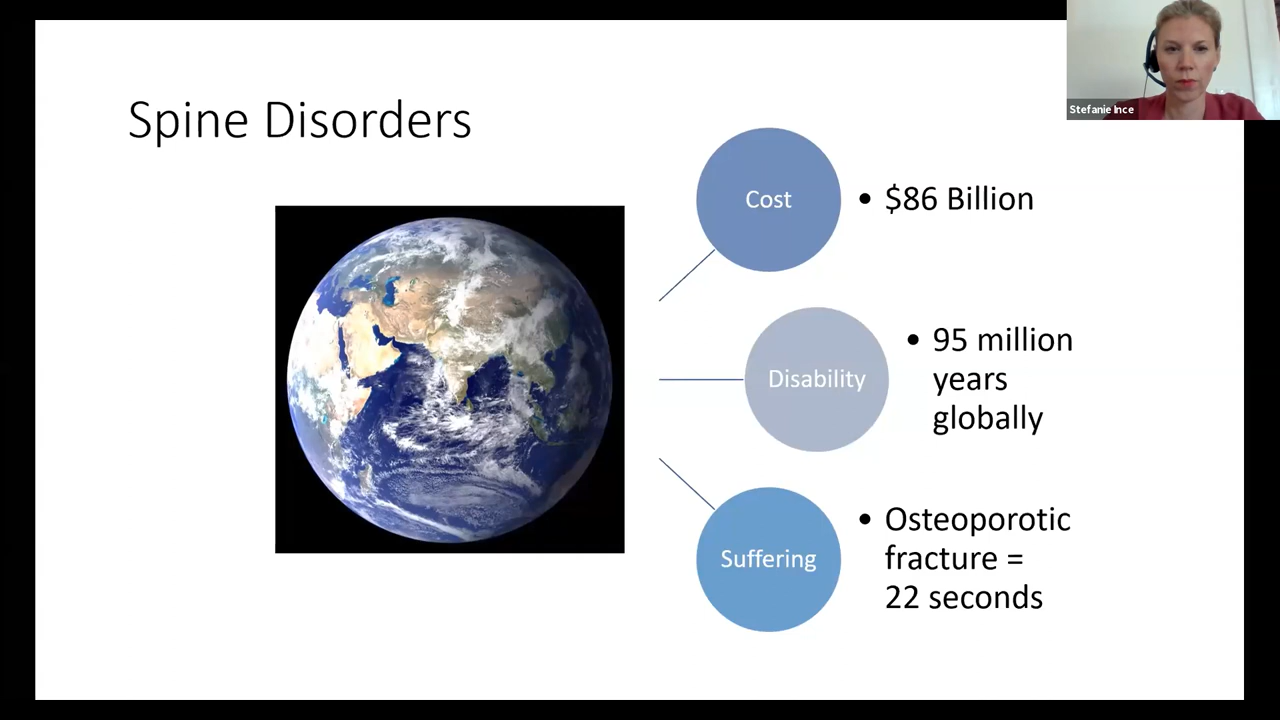 Spine Disorders
Stefanie Ince
Cost
• $86 Billion
Disability
• 95 million
years
globally
Suffering
• Osteoporotic
fracture =
22 seconds